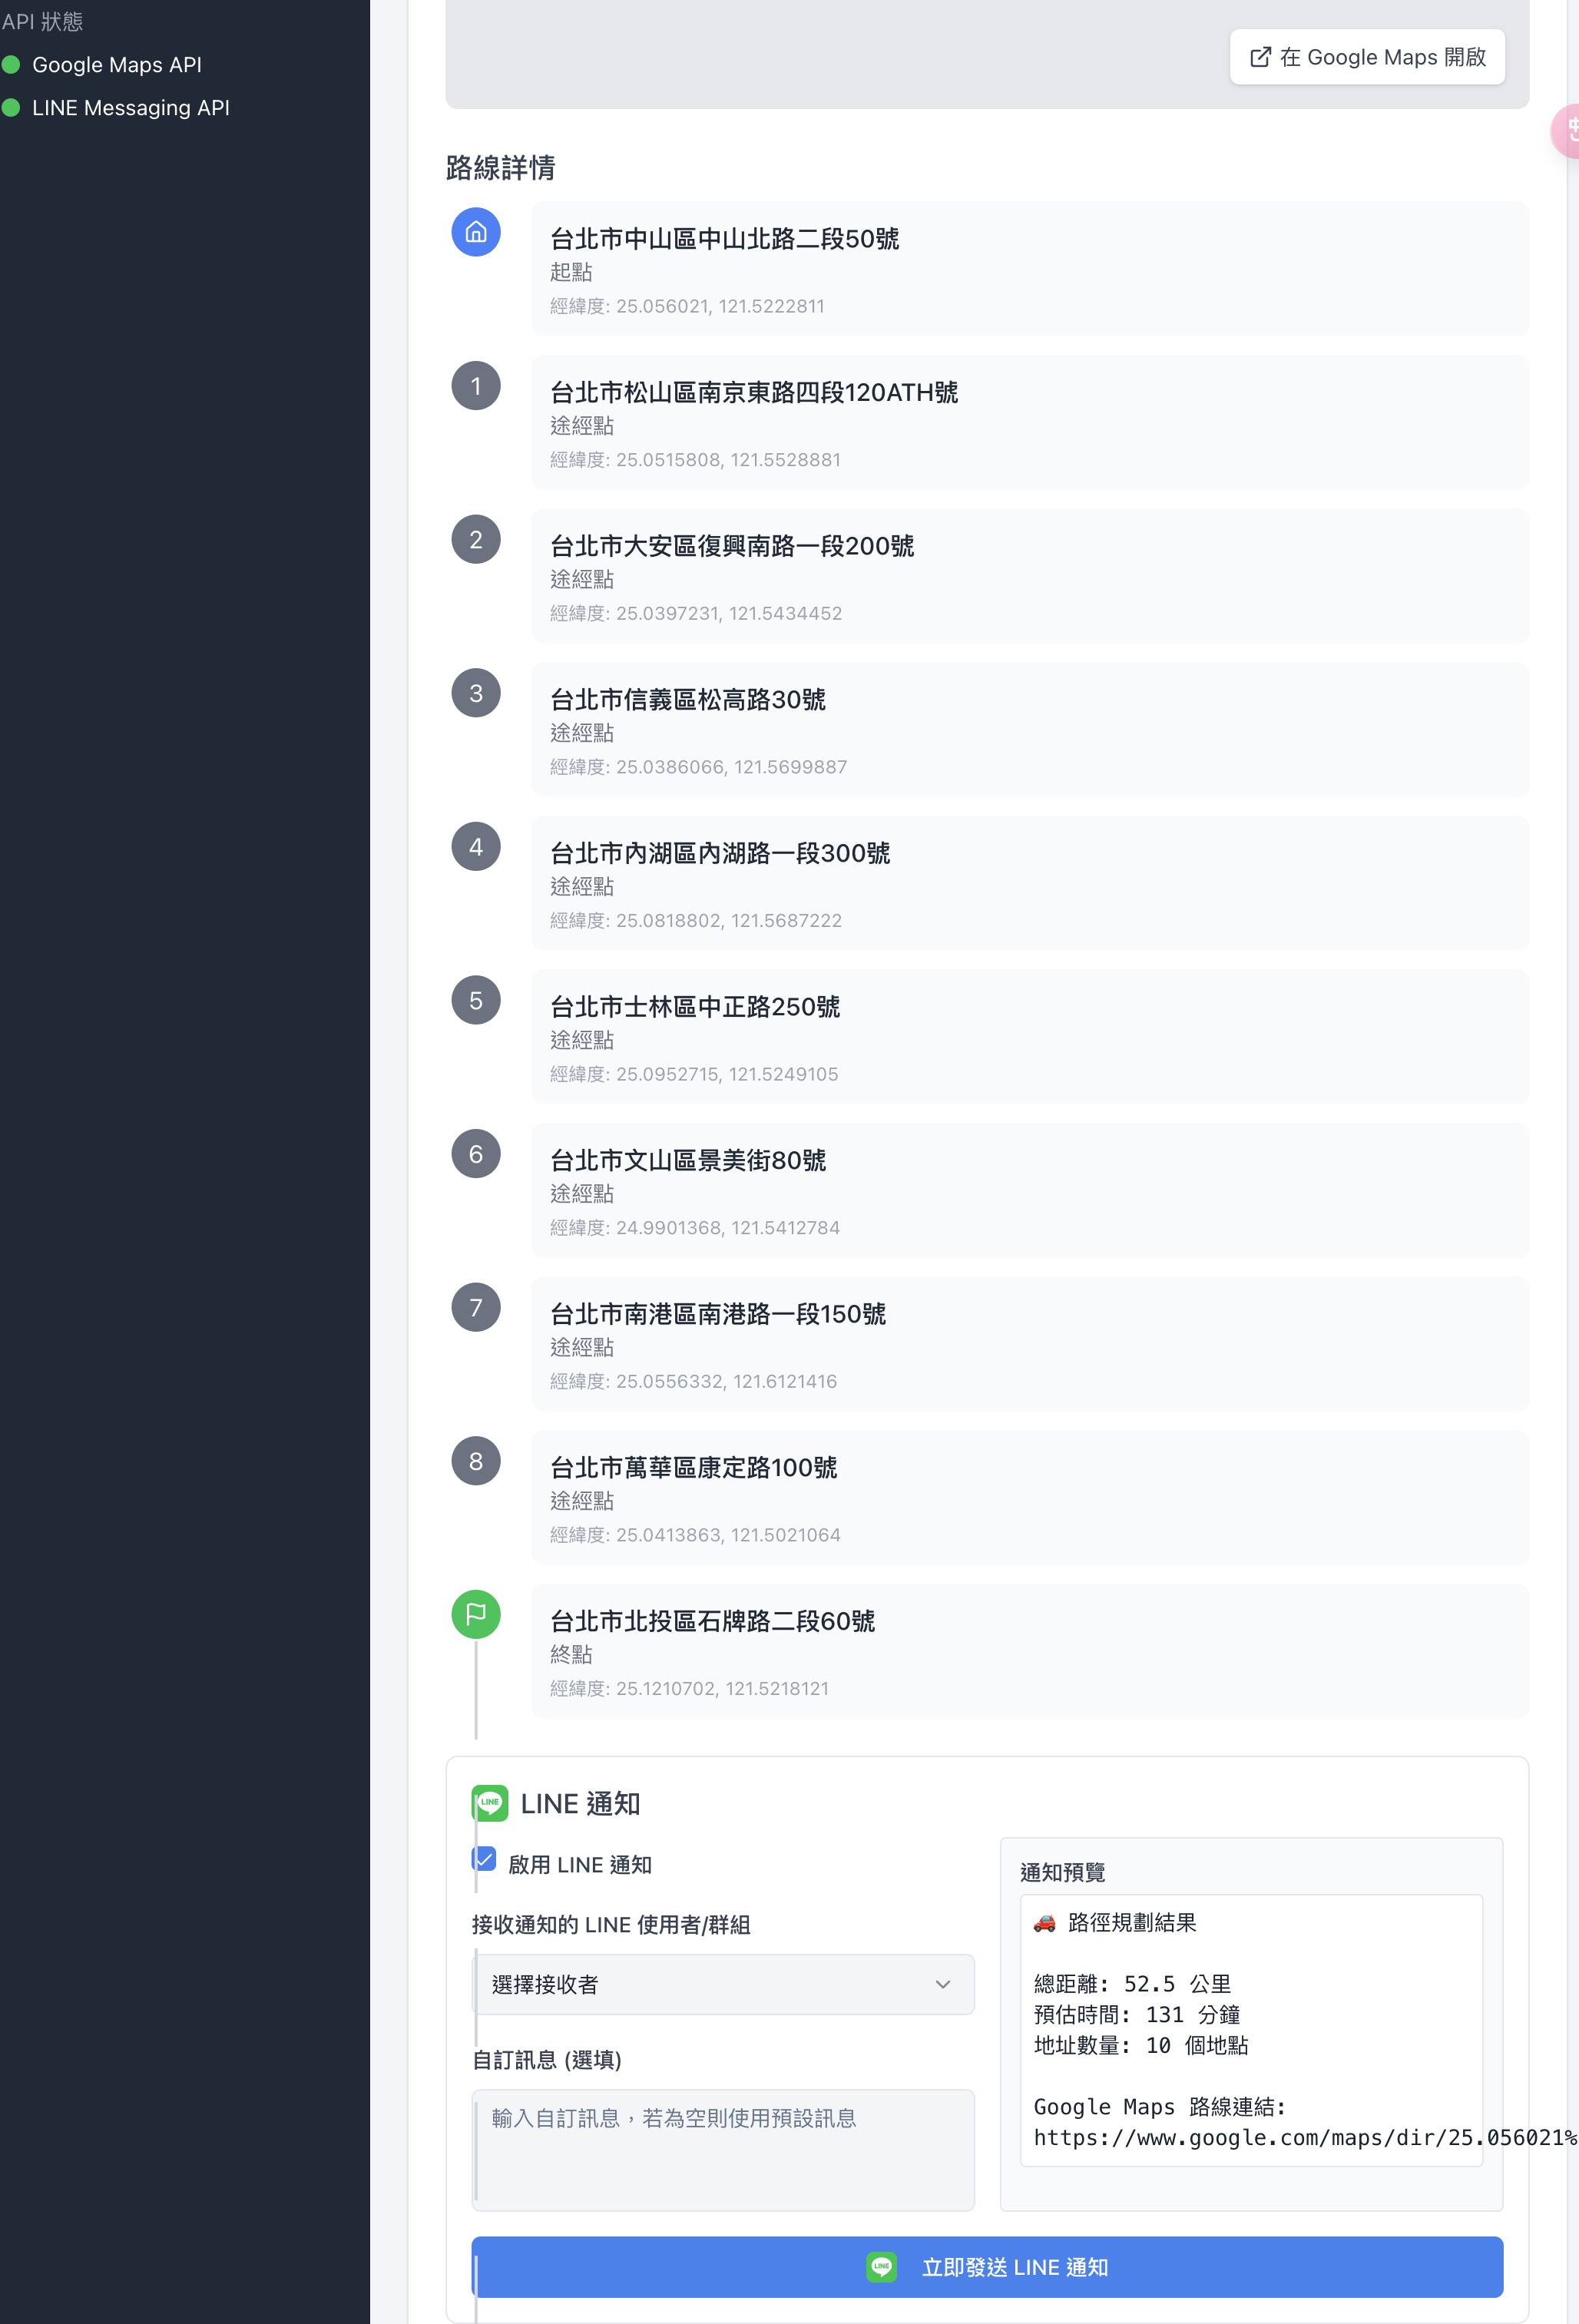 API 狀態
Google Maps API
LINE Messaging API
在 Google Maps 開啟
路線詳情
台北市中山區中山北路二段50號
起點
經緯度: 25.056021, 121.5222811
1
台北市松山區南京東路四段120ATH號
途經點
經緯度: 25.0515808, 121.5528881
2
台北市大安區復興南路一段200號
途經點
經緯度: 25.0397231, 121.5434452
3
台北市信義區松高路30號
途經點
經緯度: 25.0386066, 121.5699887
4
台北市內湖區內湖路一段300號
途經點
經緯度: 25.0818802, 121.5687222
5
台北市士林區中正路250號
途經點
經緯度: 25.0952715, 121.5249105
6
台北市文山區景美街80號
途經點
經緯度: 24.9901368, 121.5412784
7
台北市南港區南港路一段150號
途經點
經緯度: 25.0556332, 121.6121416
8
台北市萬華區康定路100號
途經點
經緯度: 25.0413863, 121.5021064
台北市北投區石牌路二段60號
終點
經緯度: 25.1210702, 121.5218121
LINE LINE 通知
啟用 LINE 通知
接收通知的 LINE 使用者/群組
選擇接收者
自訂訊息 (選填)
輸入自訂訊息，若為空則使用預設訊息
通知預覽
🚗 路徑規劃結果
總距離: 52.5 公里
預估時間: 131 分鐘
地址數量: 10 個地點
Google Maps 路線連結:
https://www.google.com/maps/dir/25.056021%
LINE 立即發送 LINE 通知